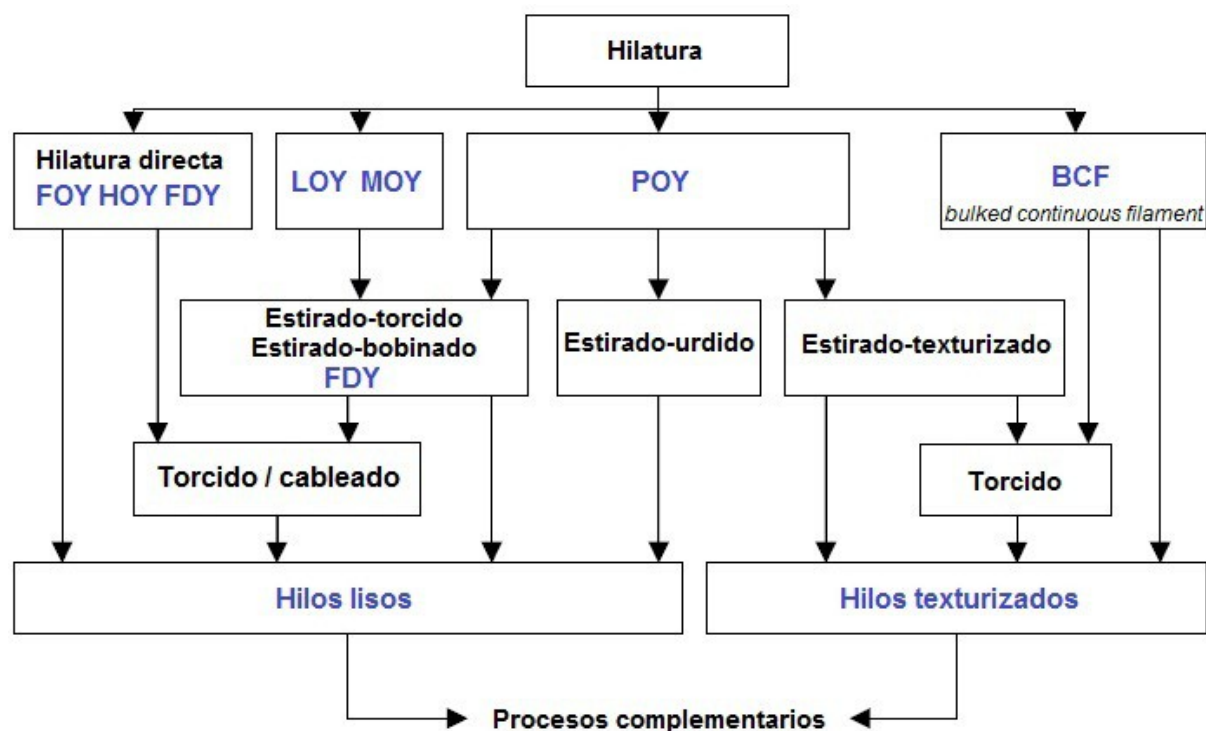 Hilatura
Hilatura directa
FOY HOY FDY
LOY MOY
POY
BCF
bulked continuous filament
Estirado-torcido
Estirado-bobinado
FDY
Estirado-urdido
Estirado-texturizado
Torcido / cableado
Torcido
Hilos lisos
Hilos texturizados
Procesos complementarios